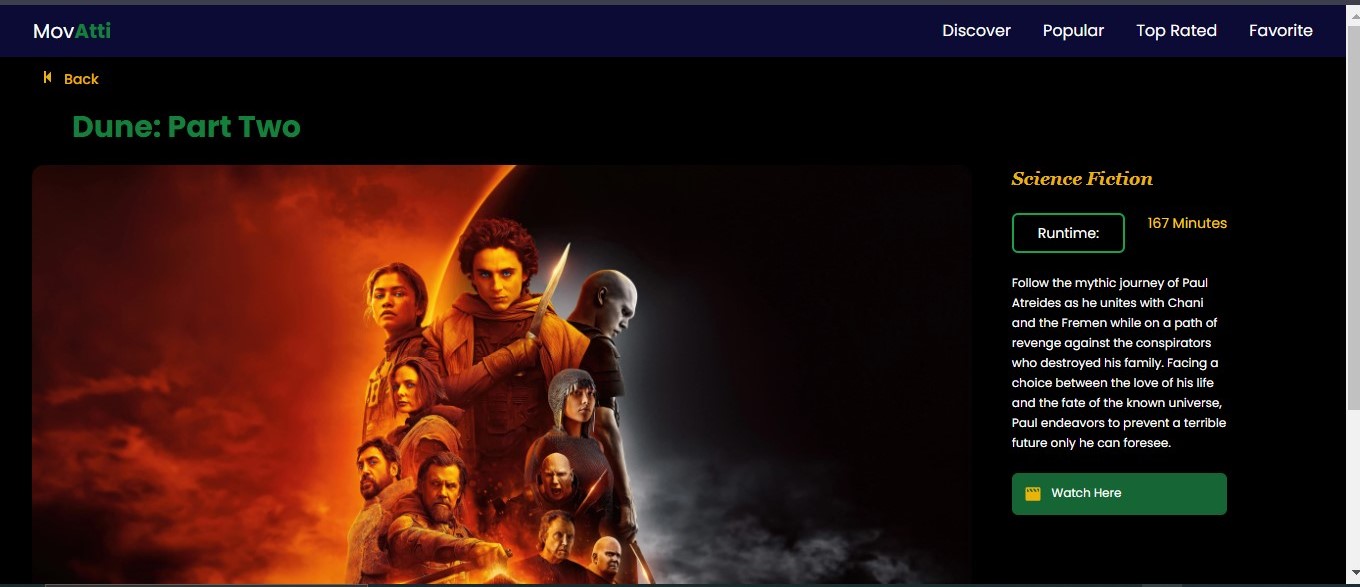 MovAtti
Discover Popular Top Rated Favorite
Back
Dune: Part Two
Science Fiction
Runtime: 167 Minutes
Follow the mythic journey of Paul
Atreides as he unites with Chani
and the Fremen while on a path of
revenge against the conspirators
who destroyed his family. Facing a
choice between the love of his life
and the fate of the known universe,
Paul endeavors to prevent a terrible
future only he can foresee.
Watch Here